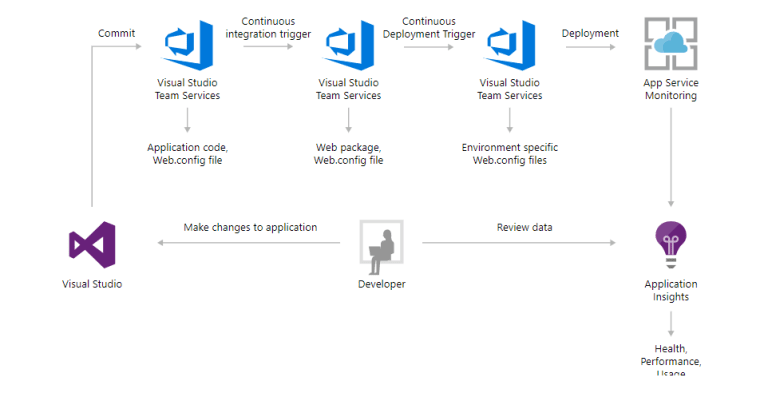 Commit
Continuous
integration trigger
Continuous
Deployment Trigger
Deployment
Visual Studio
Team Services
Visual Studio
Team Services
Visual Studio
Team Services
App Service
Monitoring
Application code,
Web.config file
Web package,
Web.config file
Environment specific
Web.config files
Make changes to application
Review data
Visual Studio
Developer
Application
Insights
Health,
Performance,
Usage